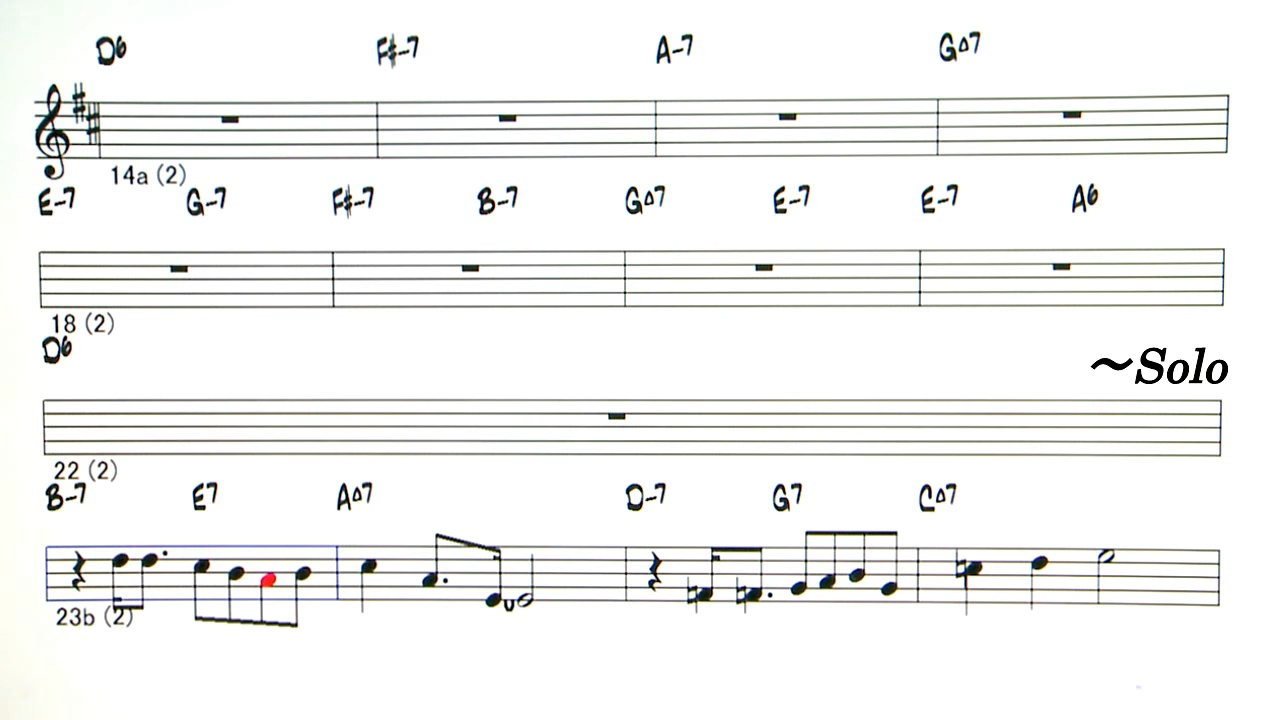 D6 F#-7 A-7 G△7
14a (2)
E-7 G-7 F#-7 B-7 G△7 E-7 E-7 A6
18 (2)
D6
～Solo
22 (2)
B-7 E7 A△7 D-7 G7 C△7
23b (2)